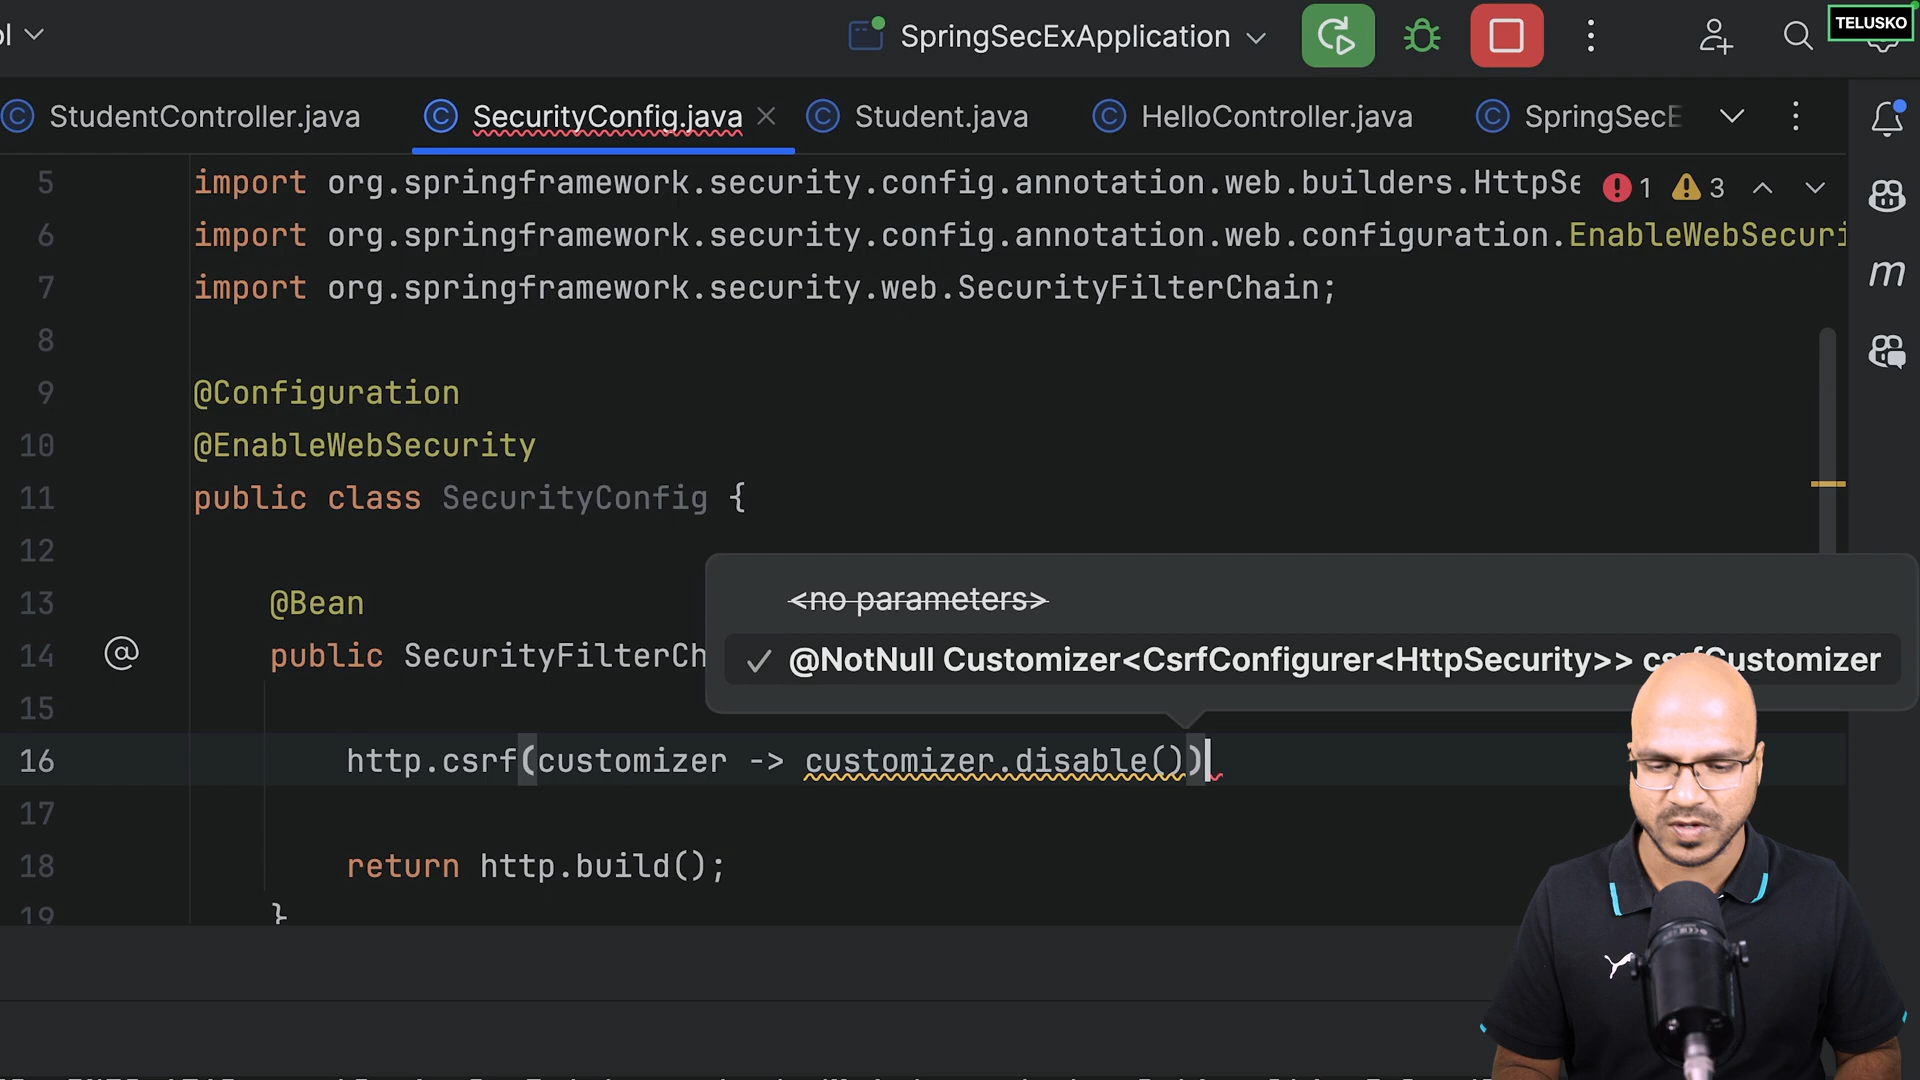 SpringSecExApplication
TELUSKO
StudentController.java
SecurityConfig.java
Student.java
HelloController.java
SpringSecE
5 import org.springframework.security.config.annotation.web.builders.HttpSe
1 3
6 import org.springframework.security.config.annotation.web.configuration.EnableWebSecuri
7 import org.springframework.security.web.SecurityFilterChain;
8
9 @Configuration
10 @EnableWebSecurity
11 public class SecurityConfig {
12
<no parameters>
13 @Bean
14 public SecurityFilterCh
@NotNull Customizer<CsrfConfigurer<HttpSecurity>> csrfCustomizer
15
16 http.csrf(customizer -> customizer.disable())
17
18 return http.build();
19 }